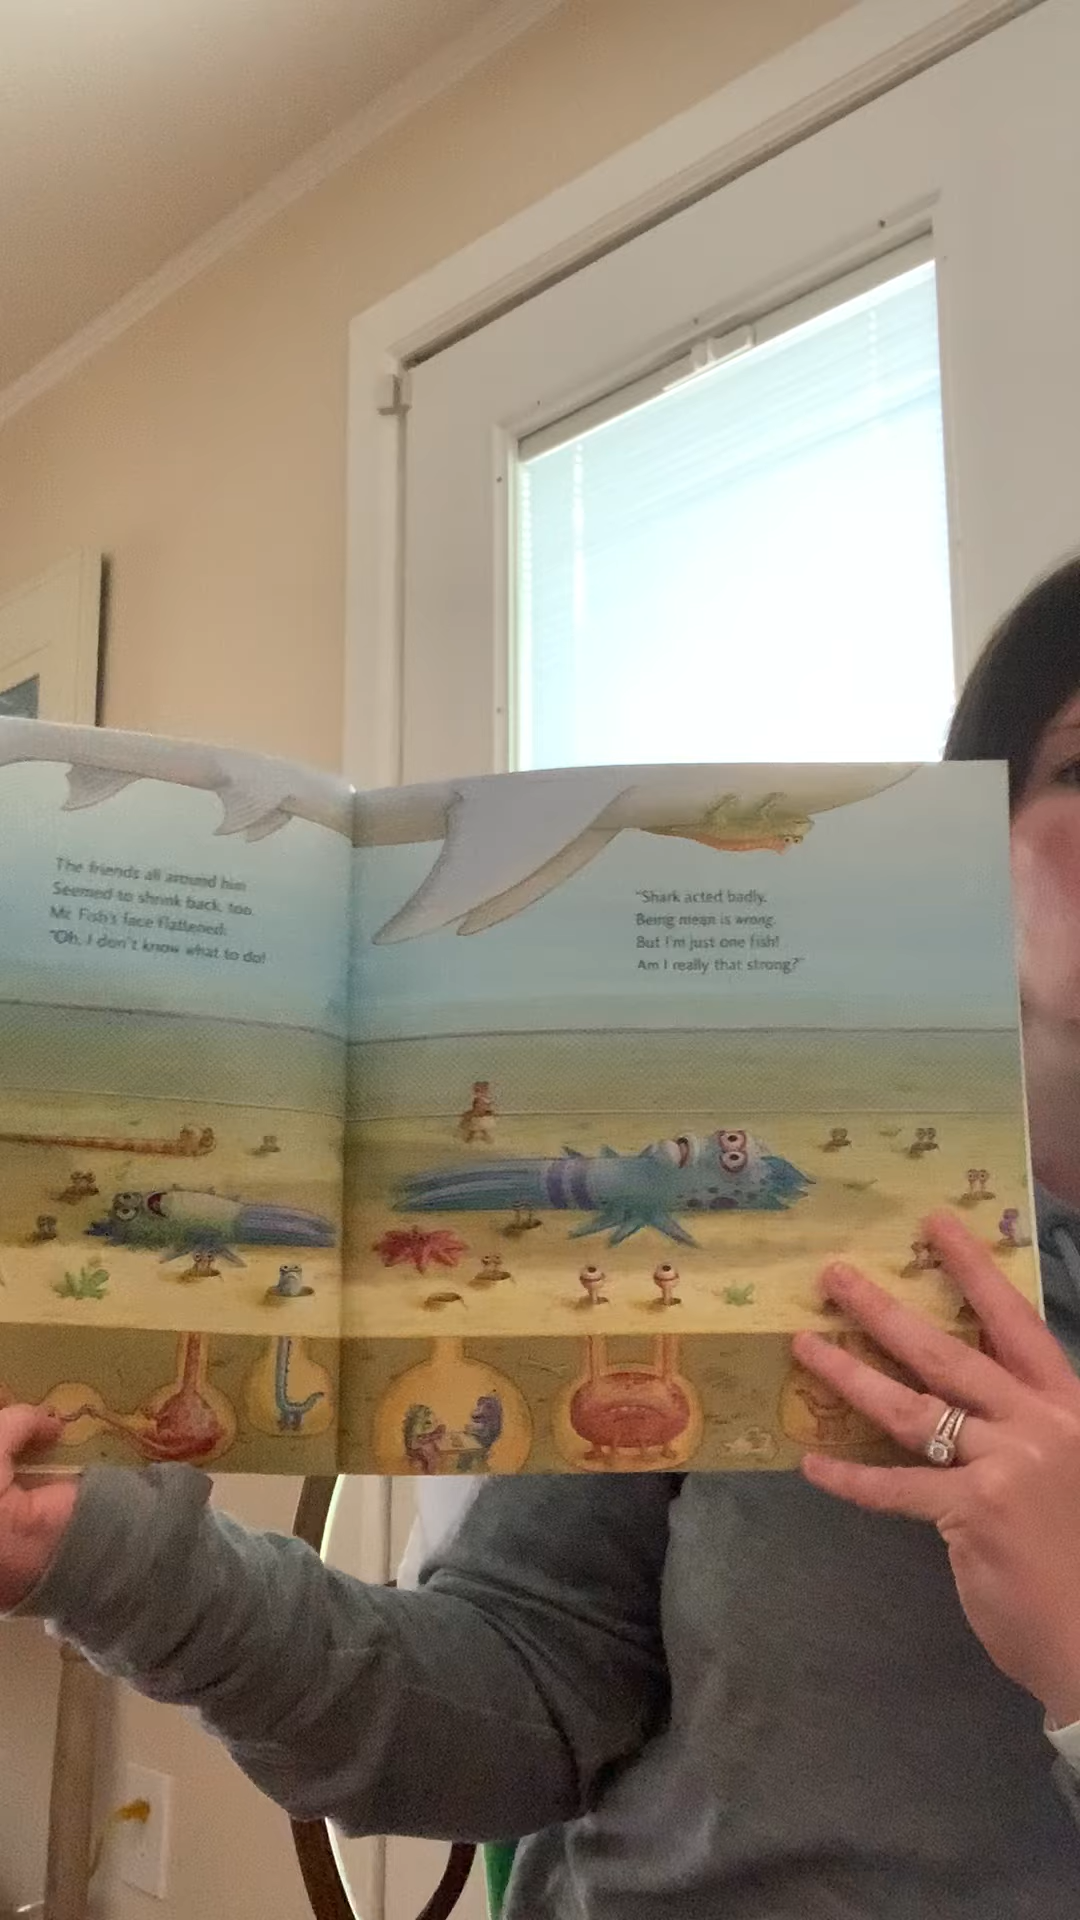 The friends all around him
Seemed to shrink back, too.
Mr. Fish's face flattened:
"Oh, I don't know what to do!
"Shark acted badly.
Being mean is wrong.
But I'm just one fish!
Am I really that strong?"